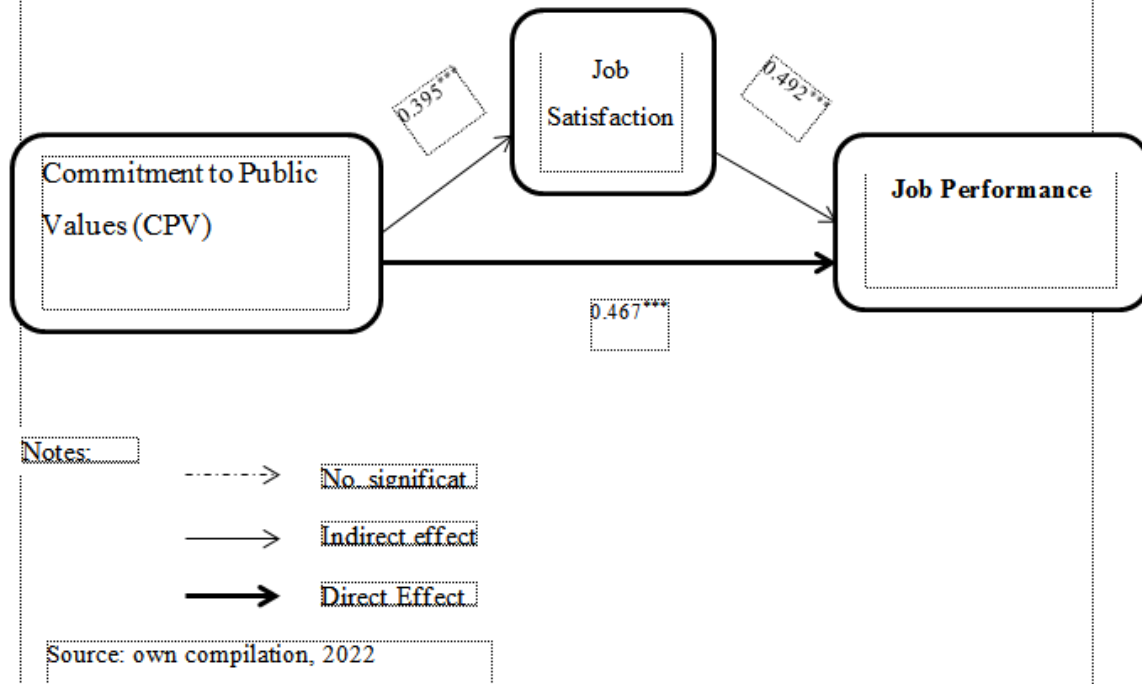 Job
Satisfaction
0.395***
0.492***
Commitment to Public
Values (CPV)
Job Performance
0.467***
Notes:
No significat
Indirect effect
Direct Effect
Source: own compilation, 2022